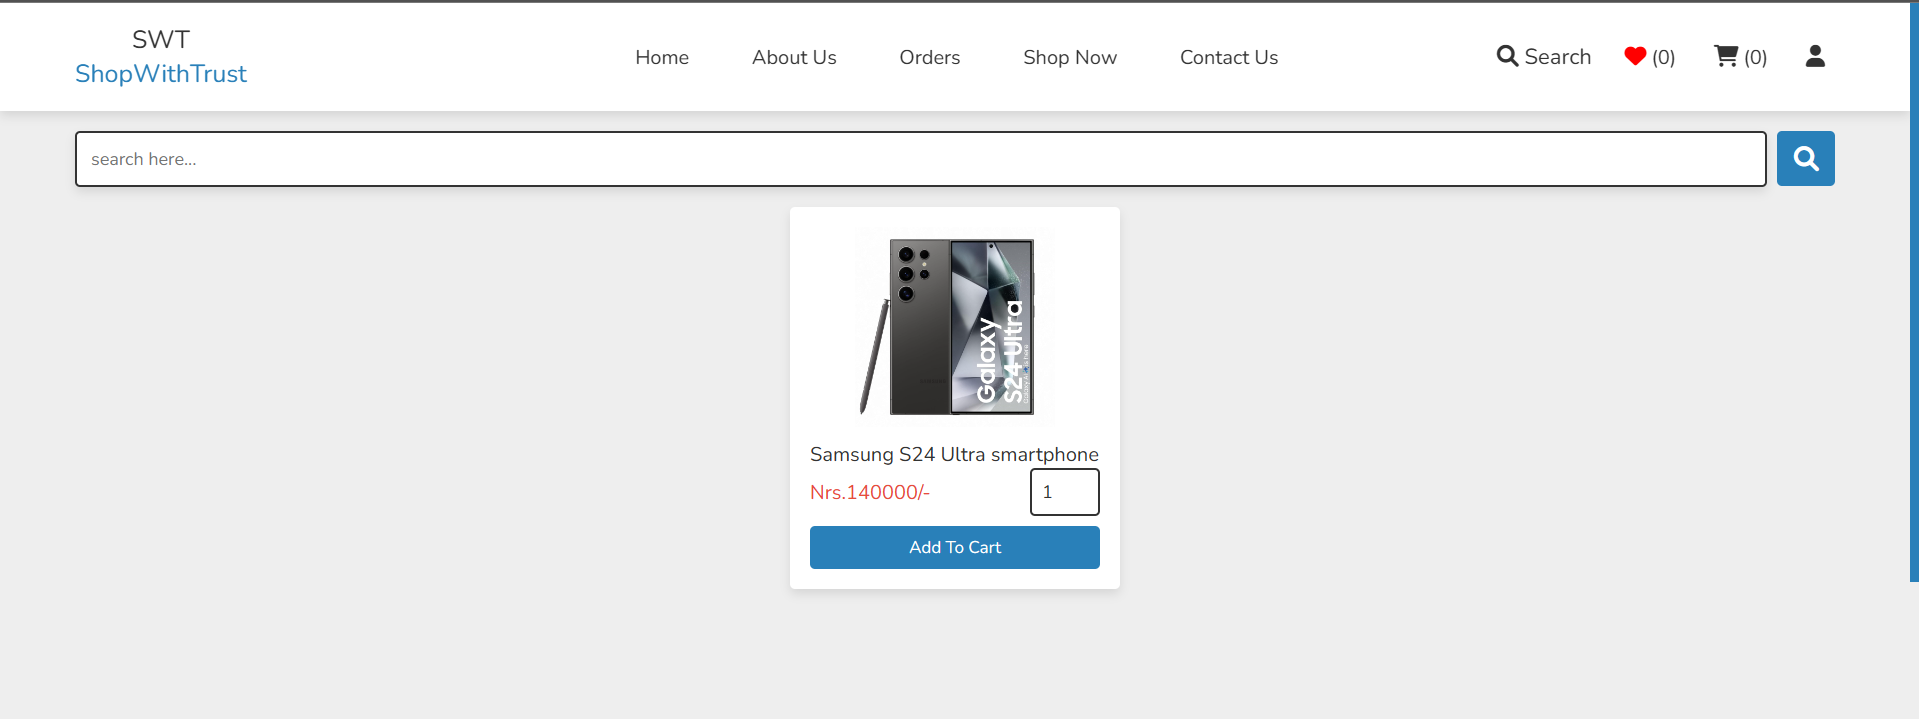 SWT
ShopWithTrust
Home
About Us
Orders
Shop Now
Contact Us
Search
(0)
(0)
search here...
Galaxy
S24 Ultra
Samsung S24 Ultra smartphone
Nrs.140000/-
1
Add To Cart